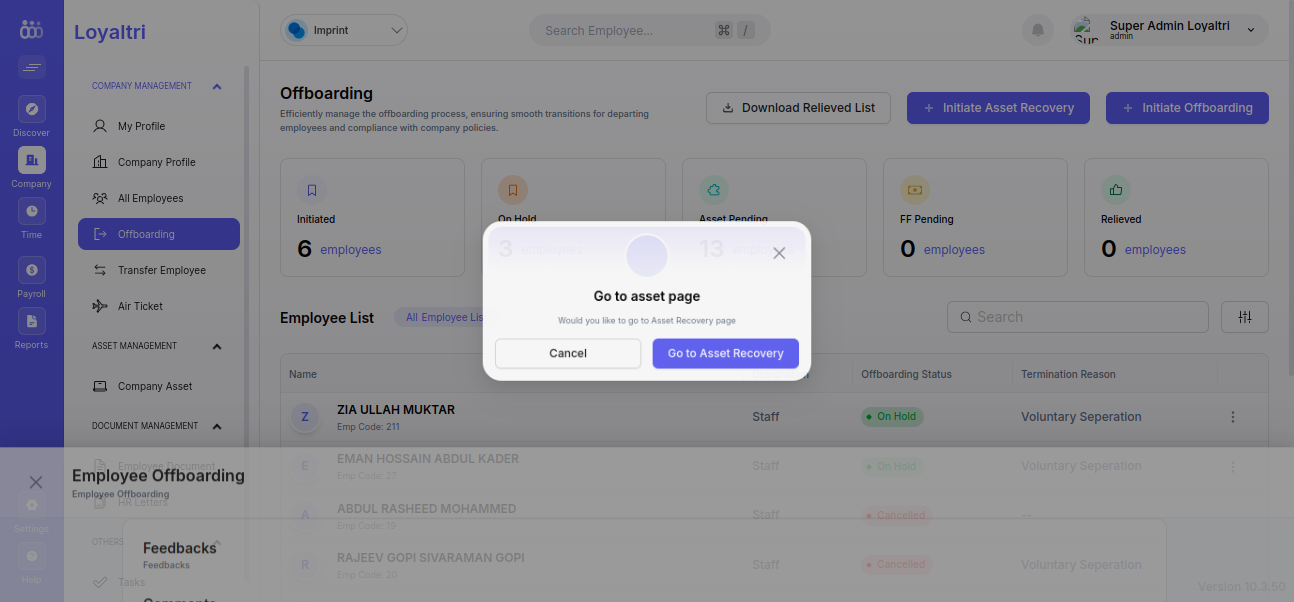 Loyaltri
Imprint
Search Employee...
⌘ /
Super Admin Loyaltri
admin
Discover
Company
Time
Payroll
Reports
Settings
Help
COMPANY MANAGEMENT
My Profile
Company Profile
All Employees
Offboarding
Transfer Employee
Air Ticket
ASSET MANAGEMENT
Company Asset
DOCUMENT MANAGEMENT
Employee Document
HR Letters
OTHERS
Tasks
Offboarding
Efficiently manage the offboarding process, ensuring smooth transitions for departing
employees and compliance with company policies.
Download Relieved List
Initiate Asset Recovery
Initiate Offboarding
Initiated
6 employees
On Hold
3 employees
Asset Pending
13 employees
FF Pending
0 employees
Relieved
0 employees
Employee List
All Employee Lis
Search
Go to asset page
Would you like to go to Asset Recovery page
Cancel
Go to Asset Recovery
Name
Offboarding Status
Termination Reason
Z
ZIA ULLAH MUKTAR
Emp Code: 211
Staff
On Hold
Voluntary Seperation
E
EMAN HOSSAIN ABDUL KADER
Emp Code: 27
Staff
On Hold
Voluntary Seperation
A
ABDUL RASHEED MOHAMMED
Emp Code: 19
Staff
Cancelled
--
R
RAJEEV GOPI SIVARAMAN GOPI
Emp Code: 20
Staff
Cancelled
Voluntary Seperation
Employee Offboarding
Employee Offboarding
Feedbacks
Feedbacks
Comments
Version 10.3.50